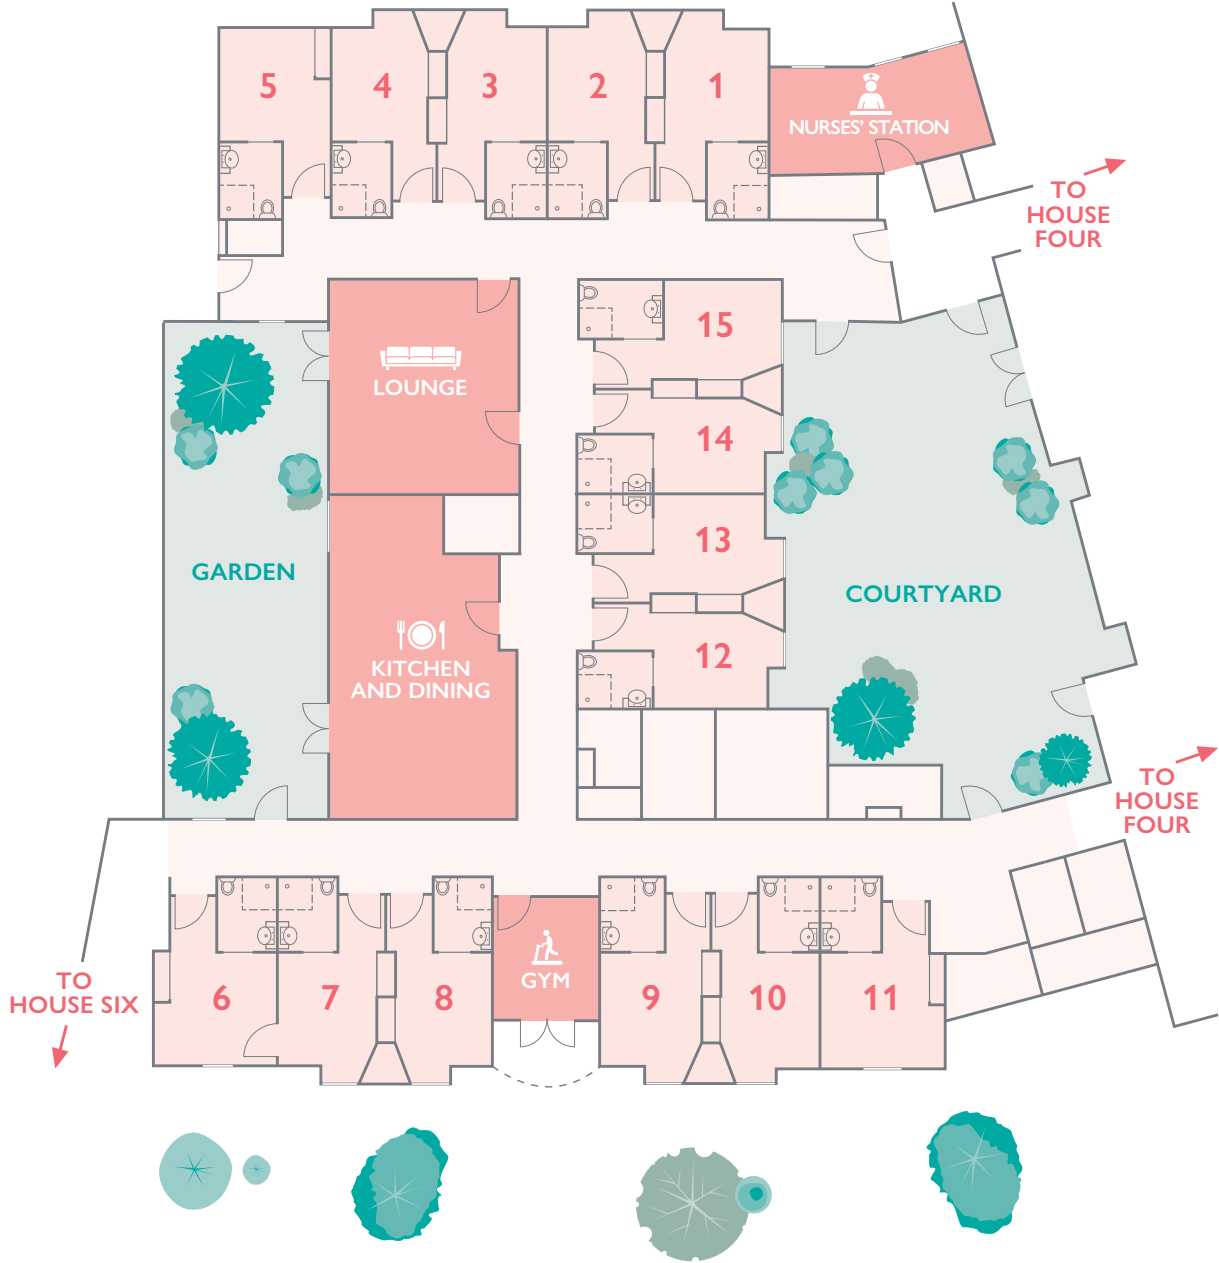 5
4
3
2
1
NURSES’ STATION
TO
HOUSE
FOUR
15
LOUNGE
14
13
GARDEN
COURTYARD
12
KITCHEN
AND DINING
TO
HOUSE
FOUR
TO
HOUSE SIX
6
7
8
GYM
9
10
11